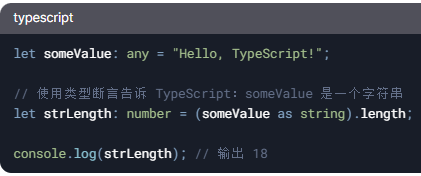 typescript
let someValue: any = "Hello, TypeScript!";
// 使用类型断言告诉 TypeScript：someValue 是一个字符串
let strLength: number = (someValue as string).length;
console.log(strLength); // 输出 18